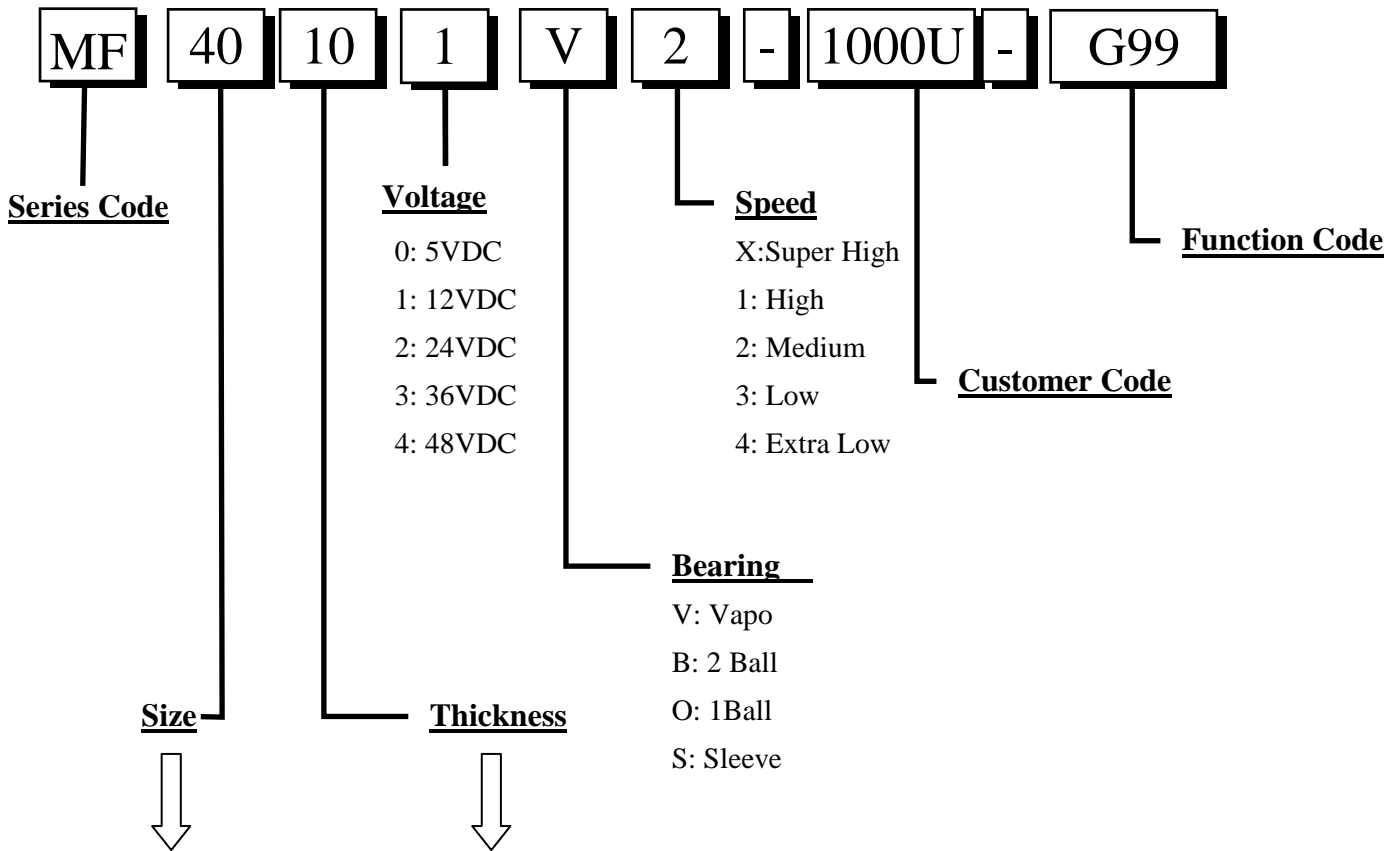 MF 40 10 1 V 2 - 1000U - G99
Series Code
Voltage
0: 5VDC
1: 12VDC
2: 24VDC
3: 36VDC
4: 48VDC
Speed
X:Super High
1: High
2: Medium
3: Low
4: Extra Low
Function Code
Customer Code
Bearing
V: Vapo
B: 2 Ball
O: 1Ball
S: Sleeve
Size
Thickness